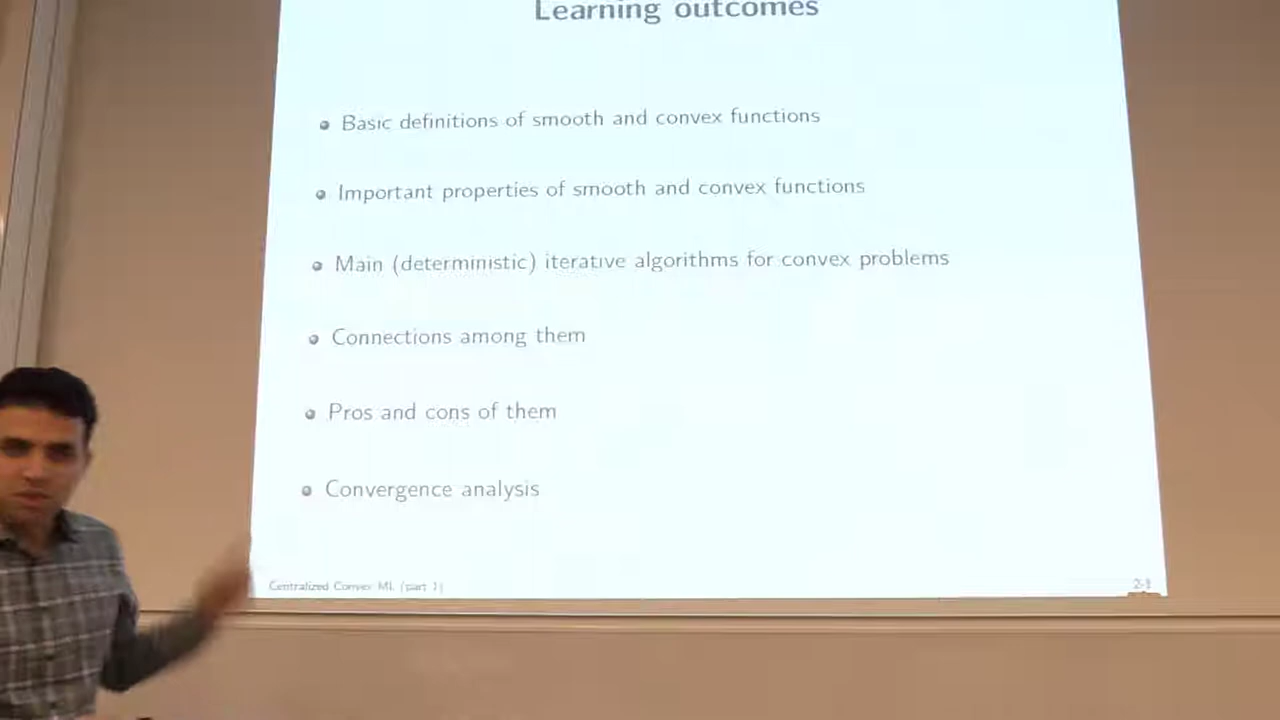 Learning outcomes
Basic definitions of smooth and convex functions
Important properties of smooth and convex functions
Main (deterministic) iterative algorithms for convex problems
Connections among them
Pros and cons of them
Convergence analysis
Centralized Convex ML (part 1)
2-1